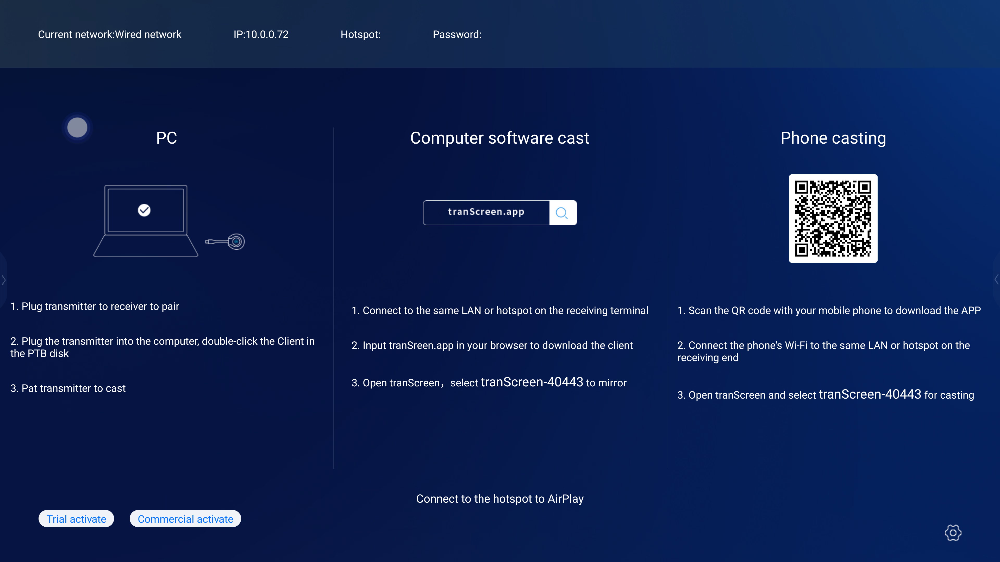 Current network:Wired network IP:10.0.0.72 Hotspot: Password:
PC
1. Plug transmitter to receiver to pair
2. Plug the transmitter into the computer, double-click the Client in
the PTB disk
3. Pat transmitter to cast
Computer software cast
tranScreen.app
1. Connect to the same LAN or hotspot on the receiving terminal
2. Input tranSreen.app in your browser to download the client
3. Open tranScreen，select tranScreen-40443 to mirror
Phone casting
1. Scan the QR code with your mobile phone to download the APP
2. Connect the phone's Wi-Fi to the same LAN or hotspot on the
receiving end
3. Open tranScreen and select tranScreen-40443 for casting
Connect to the hotspot to AirPlay
Trial activate Commercial activate